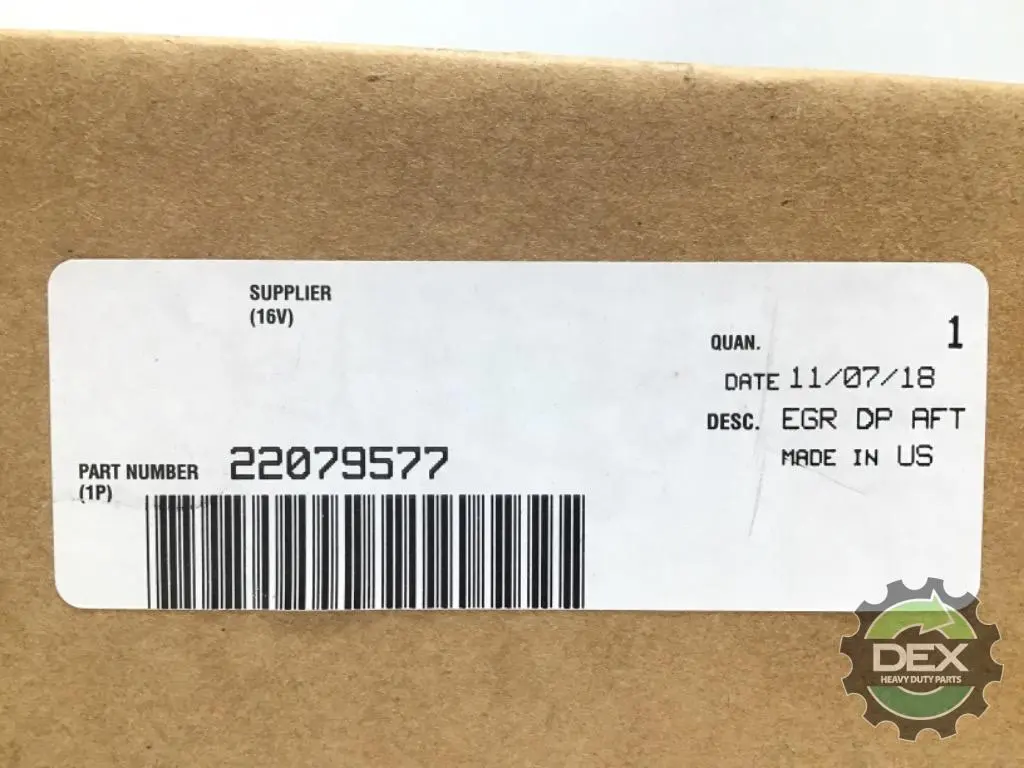 SUPPLIER
(16V)
QUAN. 1
DATE 11/07/18
DESC. EGR DP AFT
MADE IN US
PART NUMBER 22079577
(1P)
DEX
HEAVY DUTY PARTS